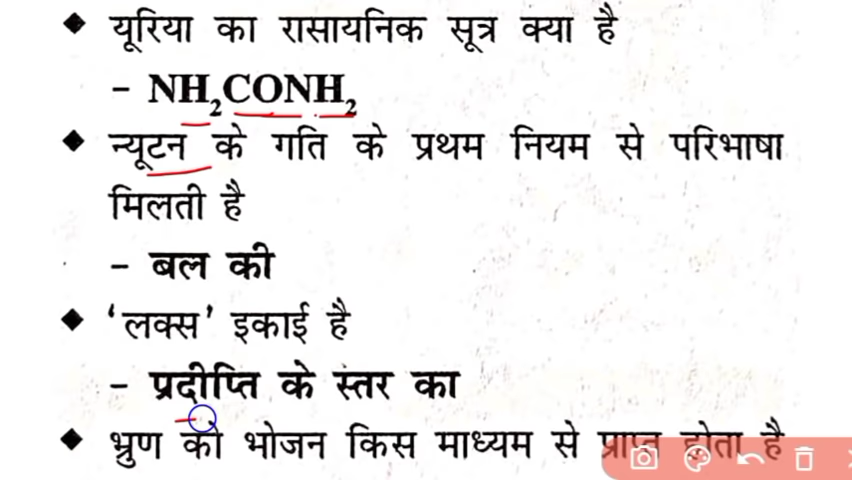 ◆ यूरिया का रासायनिक सूत्र क्या है
– NH₂CONH₂
◆ न्यूटन के गति के प्रथम नियम से परिभाषा
मिलती है
– बल की
◆ ‘लक्स’ इकाई है
– प्रदीप्ति के स्तर का
◆ भ्रुण को भोजन किस माध्यम से प्राप्त होता है